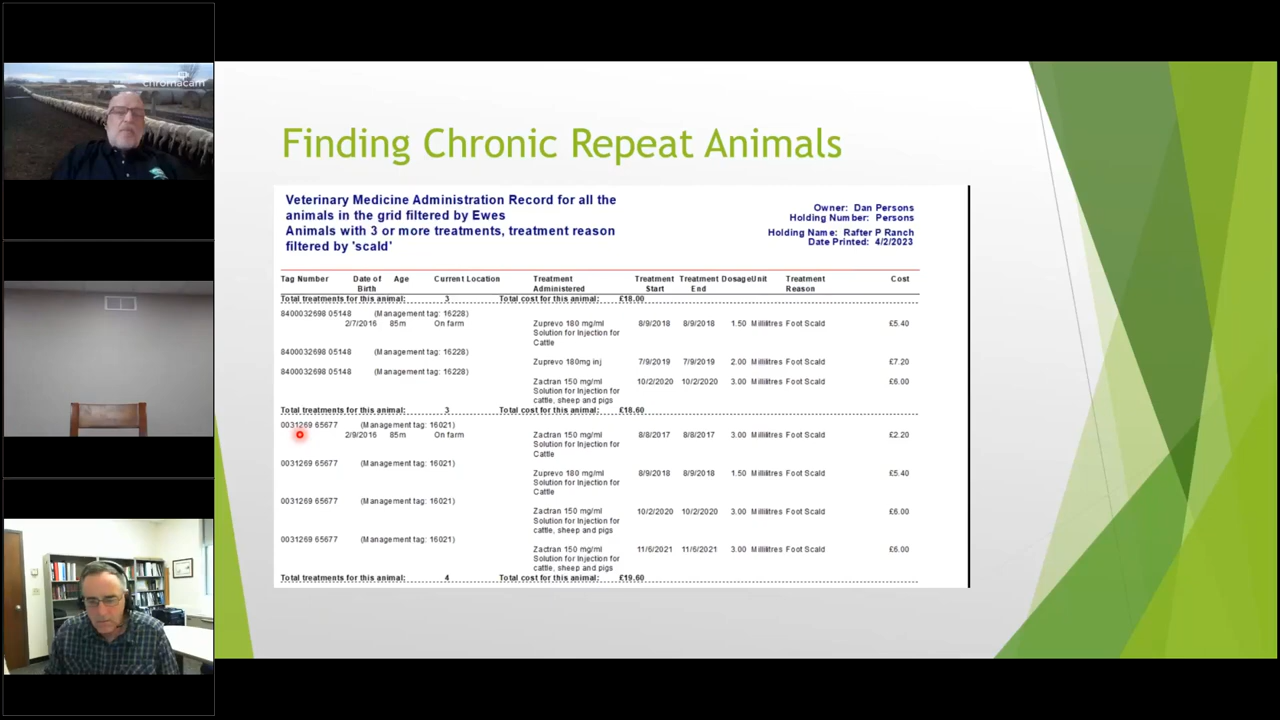 chromacam
Finding Chronic Repeat Animals
Veterinary Medicine Administration Record for all the
animals in the grid filtered by Ewes
Animals with 3 or more treatments, treatment reason
filtered by 'scald'
Owner: Dan Persons
Holding Number: Persons
Holding Name: Rafter P Ranch
Date Printed: 4/2/2023
Tag Number Date of Birth Age Current Location Treatment Administered Treatment Start Treatment End Dosage Unit Treatment Reason Cost
Total treatments for this animal: 3 Total cost for this animal: £18.00
8400032698 05148 (Management tag: 16228)
2/7/2016 85m On farm Zuprevo 180 mg/ml 8/9/2018 8/9/2018 1.50 Millilitres Foot Scald £5.40
Solution for Injection for
Cattle
8400032698 05148 (Management tag: 16228)
Zuprevo 180mg inj 7/9/2019 7/9/2019 2.00 Millilitres Foot Scald £7.20
8400032698 05148 (Management tag: 16228)
Zactran 150 mg/ml 10/2/2020 10/2/2020 3.00 Millilitres Foot Scald £6.00
Solution for Injection for
cattle, sheep and pigs
Total treatments for this animal: 3 Total cost for this animal: £18.60
0031269 65677 (Management tag: 16021)
2/9/2016 85m On farm Zactran 150 mg/ml 8/8/2017 8/8/2017 3.00 Millilitres Foot Scald £2.20
Solution for Injection for
Cattle
0031269 65677 (Management tag: 16021)
Zuprevo 180 mg/ml 8/9/2018 8/9/2018 1.50 Millilitres Foot Scald £5.40
Solution for Injection for
Cattle
0031269 65677 (Management tag: 16021)
Zactran 150 mg/ml 10/2/2020 10/2/2020 3.00 Millilitres Foot Scald £6.00
Solution for Injection for
cattle, sheep and pigs
0031269 65677 (Management tag: 16021)
Zactran 150 mg/ml 11/6/2021 11/6/2021 3.00 Millilitres Foot Scald £6.00
Solution for Injection for
cattle, sheep and pigs
Total treatments for this animal: 4 Total cost for this animal: £19.60